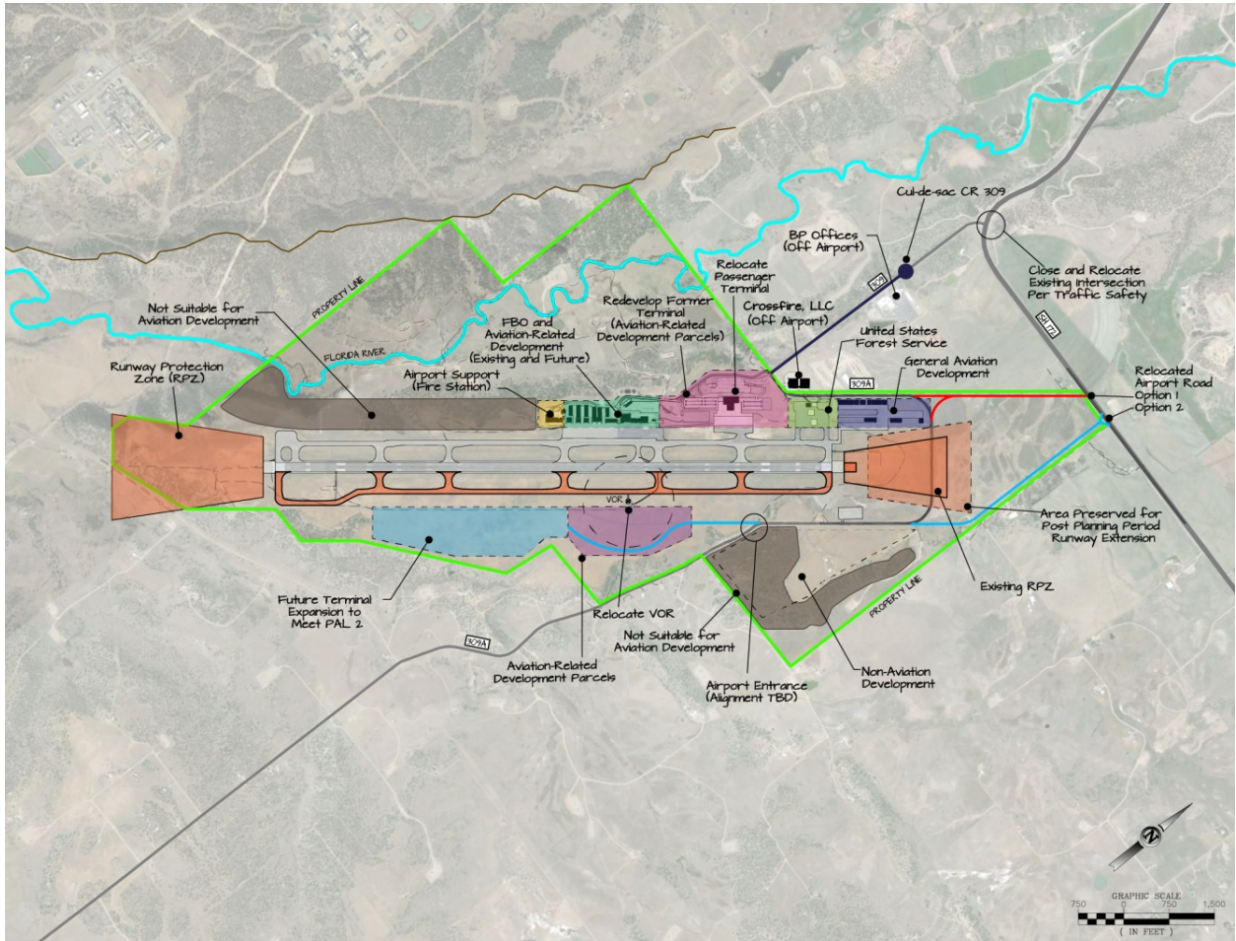 Cul-de-sac CR 309
BP Offices
(Off Airport)
Relocate
Passenger
Terminal
Close and Relocate
Existing Intersection
Per Traffic Safety
309
SH 172
PROPERTY LINE
Not Suitable for
Aviation Development
Redevelop Former
Terminal
(Aviation-Related
Development Parcels)
Crossfire, LLC
(Off Airport)
FBO and
Aviation-Related
Development
(Existing and Future)
United States
Forest Service
FLORIDA RIVER
General Aviation
Development
Runway Protection
Zone (RPZ)
Airport Support
(Fire Station)
309A
Relocated
Airport Road
Option 1
Option 2
VOR
Area Preserved for
Post Planning Period
Runway Extension
Existing RPZ
Future Terminal
Expansion to
Meet PAL 2
Relocate VOR
PROPERTY LINE
Not Suitable for
Aviation Development
309A
Aviation-Related
Development Parcels
Airport Entrance
(Alignment TBD)
Non-Aviation
Development
N
GRAPHIC SCALE
750 0 750 1,500
( IN FEET )